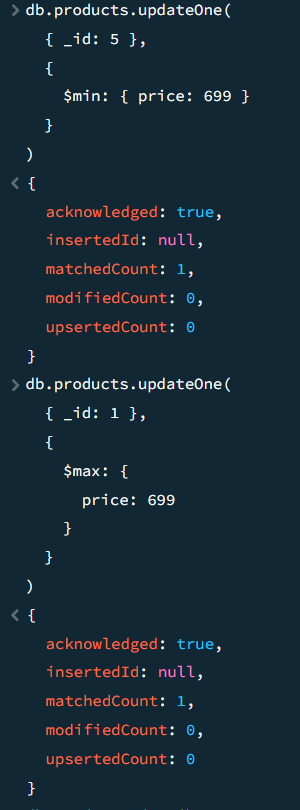 > db.products.updateOne(
{ _id: 5 },
{
$min: { price: 699 }
}
)
< {
acknowledged: true,
insertedId: null,
matchedCount: 1,
modifiedCount: 0,
upsertedCount: 0
}
> db.products.updateOne(
{ _id: 1 },
{
$max: {
price: 699
}
}
)
< {
acknowledged: true,
insertedId: null,
matchedCount: 1,
modifiedCount: 0,
upsertedCount: 0
}